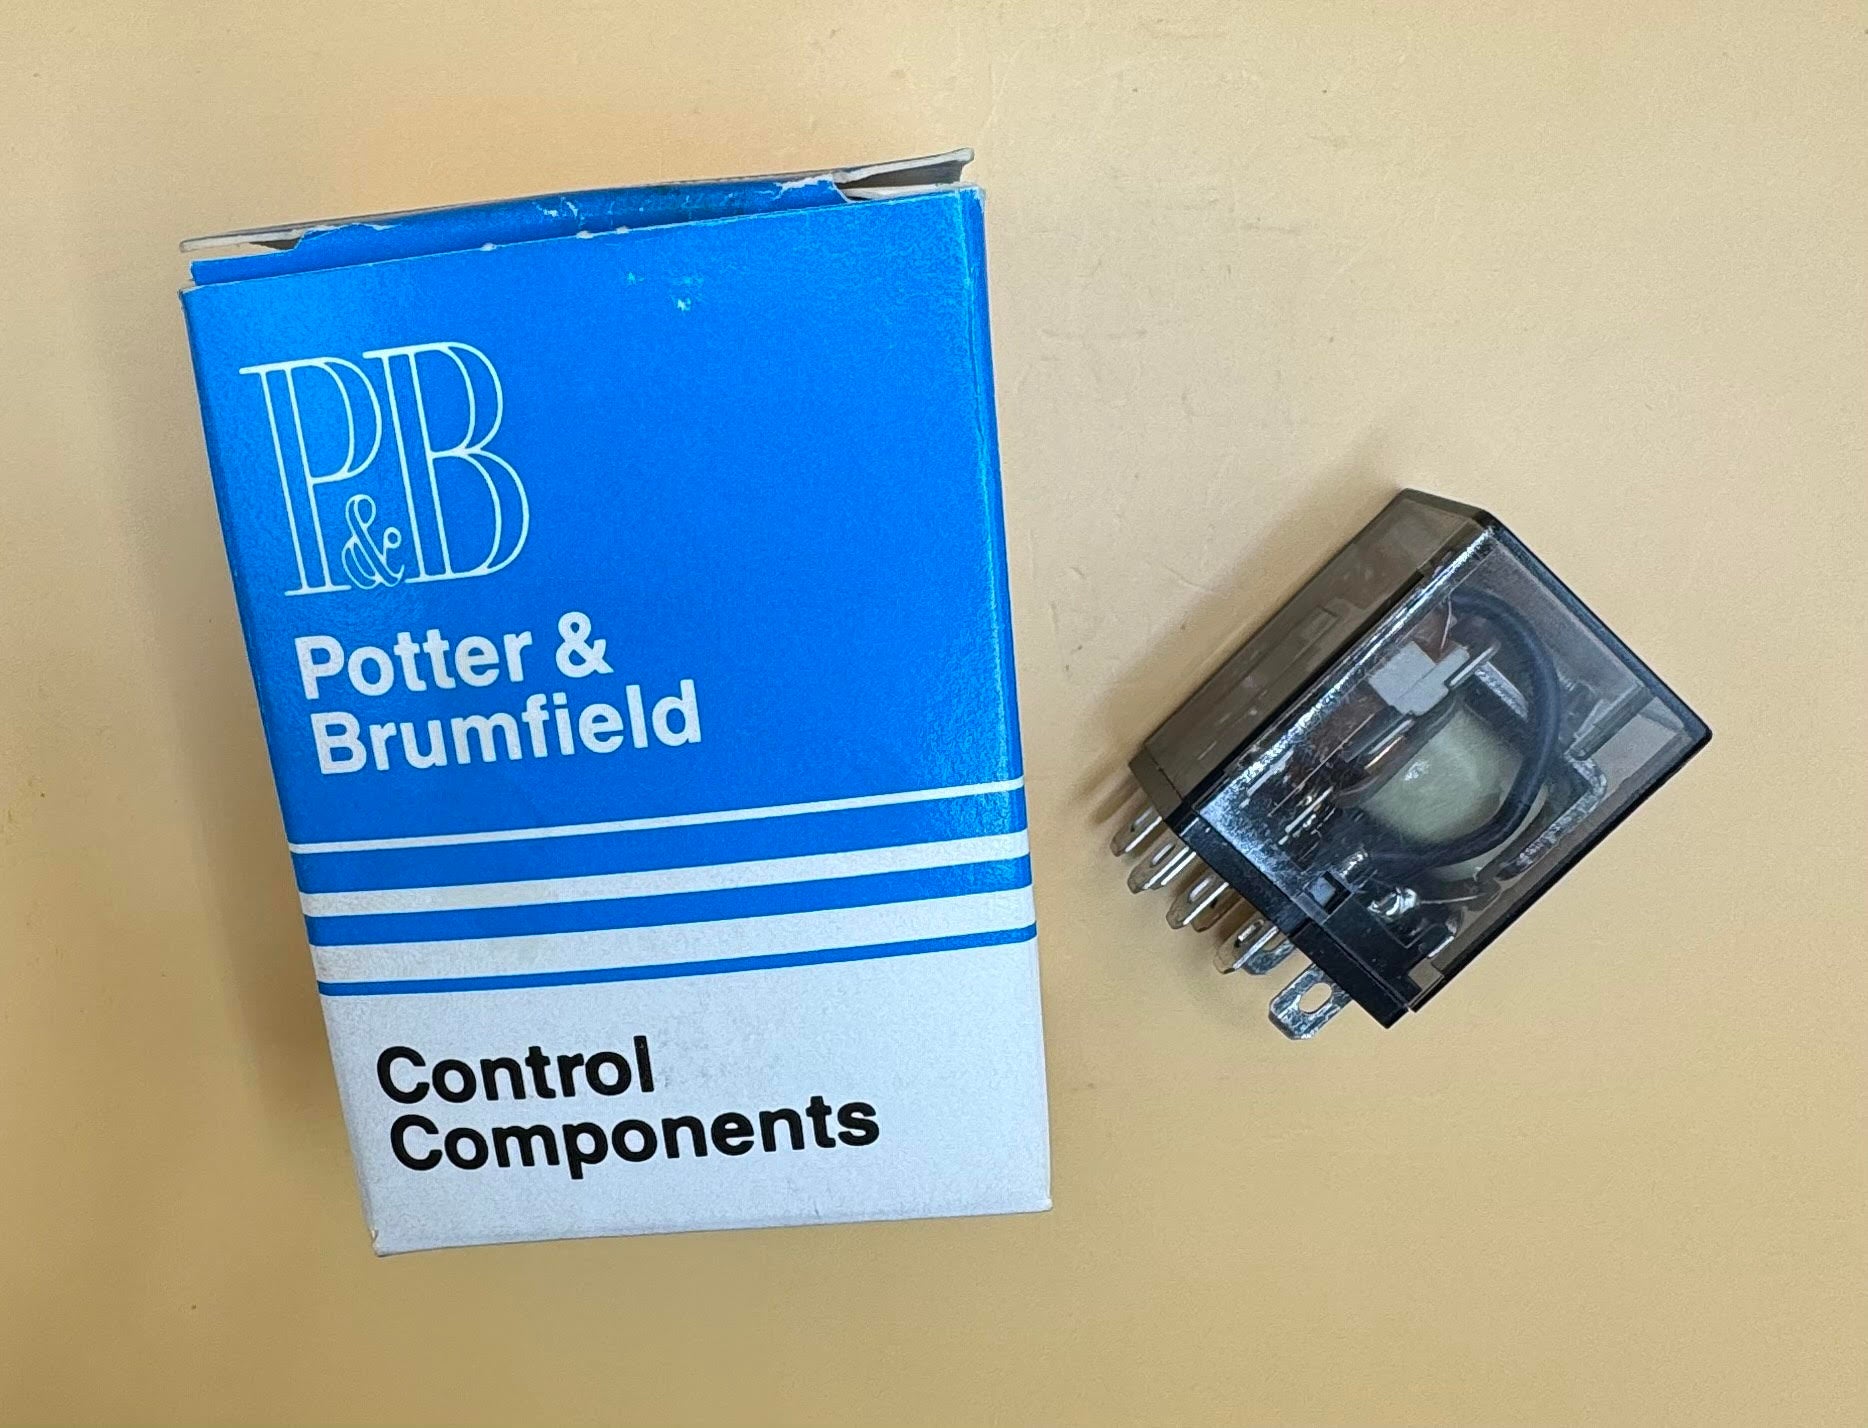 P&B
Potter &
Brumfield
Control
Components